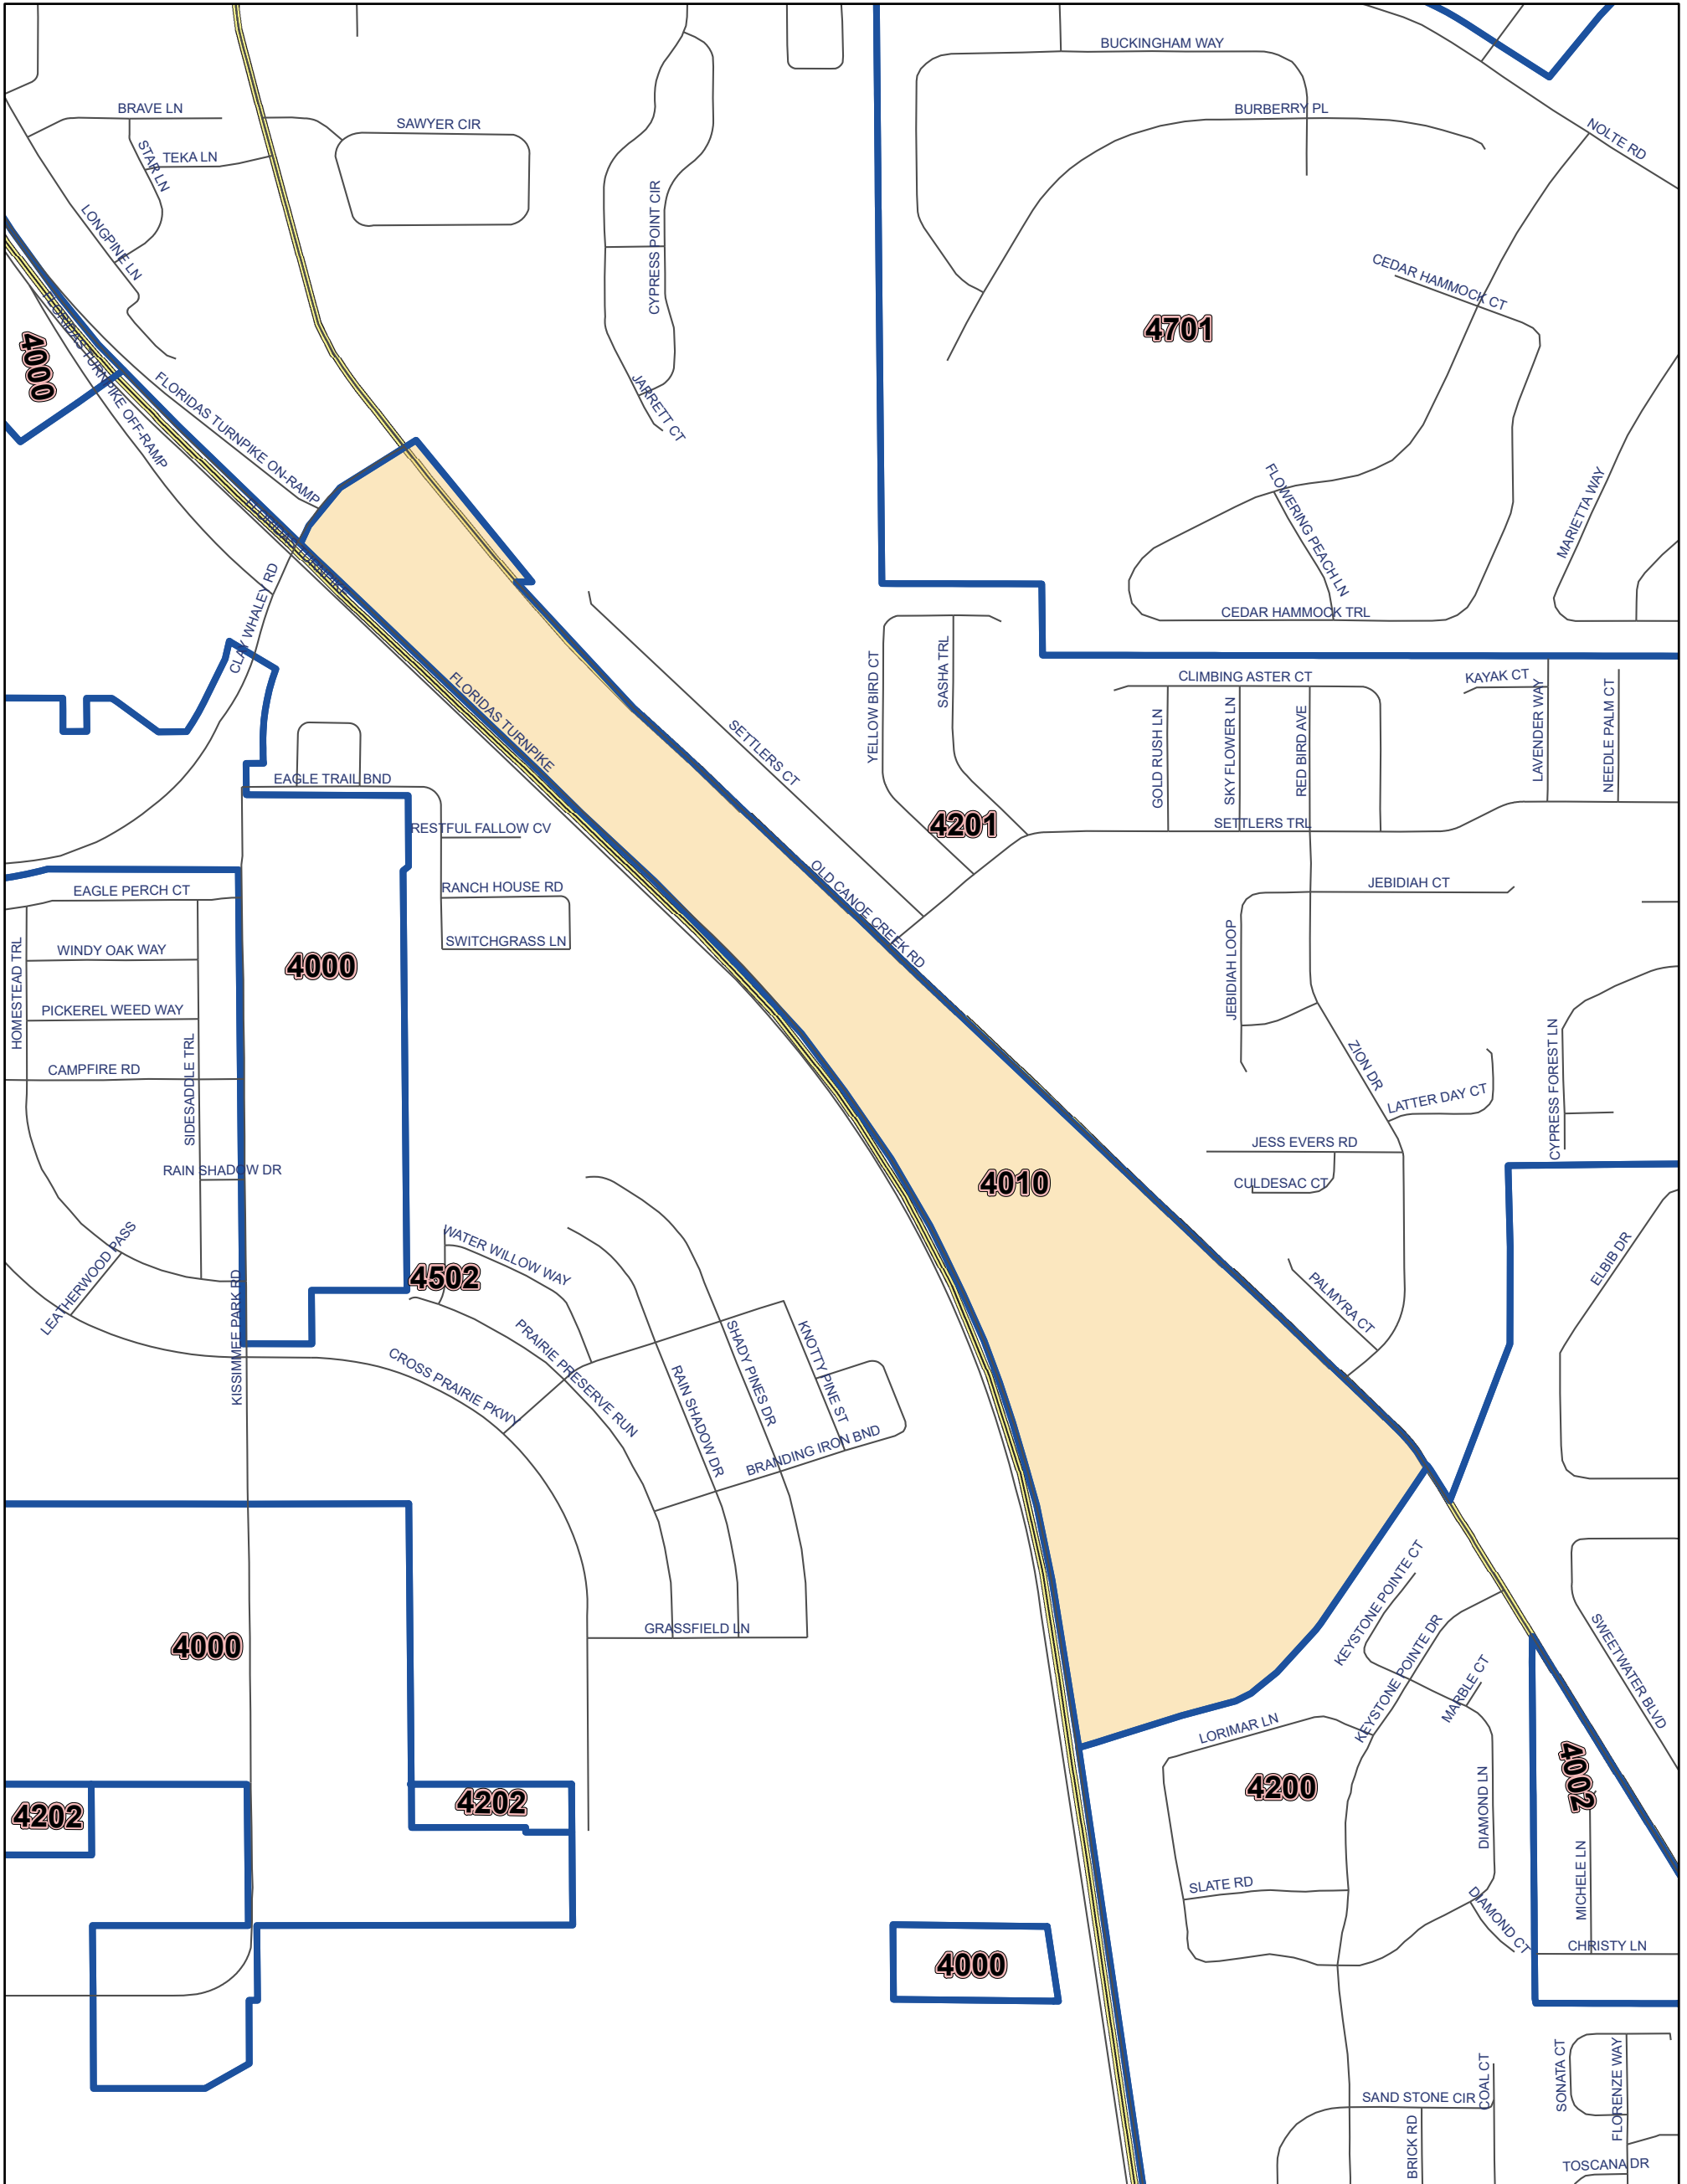 BUCKINGHAM WAY
BRAVE LN
BURBERRY PL
SAWYER CIR
NOLTE RD
STAR LN
TEKA LN
LONGPINE LN
CYPRESS POINT CIR
CEDAR HAMMOCK CT
4701
FLORIDAS TURNPIKE
4000
FLORIDAS TURNPIKE OFF-RAMP
FLORIDAS TURNPIKE ON-RAMP
JARRETT CT
FLOWERING PEACH LN
MARIETTA WAY
FLORIDAS TURNPIKE
CLAY WHALEY RD
CEDAR HAMMOCK TRL
YELLOW BIRD CT
SASHA TRL
CLIMBING ASTER CT
KAYAK CT
FLORIDAS TURNPIKE
SETTLERS CT
GOLD RUSH LN
SKY FLOWER LN
RED BIRD AVE
LAVENDER WAY
NEEDLE PALM CT
EAGLE TRAIL BND
RESTFUL FALLOW CV
4201
SETTLERS TRL
EAGLE PERCH CT
RANCH HOUSE RD
OLD CANOE CREEK RD
JEBIDIAH CT
HOMESTEAD TRL
WINDY OAK WAY
SWITCHGRASS LN
4000
JEBIDIAH LOOP
PICKEREL WEED WAY
CAMPFIRE RD
SIDESADDLE TRL
ZION DR
LATTER DAY CT
CYPRESS FOREST LN
RAIN SHADOW DR
JESS EVERS RD
4010
CULDESAC CT
LEATHERWOOD PASS
WATER WILLOW WAY
4502
ELBIB DR
PALMYRA CT
KISSIMMEE PARK RD
CROSS PRAIRIE PKWY
PRAIRIE PRESERVE RUN
RAIN SHADOW DR
SHADY PINES DR
KNOTTY PINE ST
BRANDING IRON BND
GRASSFIELD LN
4000
KEYSTONE POINTE CT
KEYSTONE POINTE DR
MARBLE CT
SWEETWATER BLVD
LORIMAR LN
4200
4002
4202
4202
DIAMOND LN
MICHELE LN
SLATE RD
DIAMOND CT
CHRISTY LN
4000
SAND STONE CIR
COAL CT
SONATA CT
FLORENZE WAY
BRICK RD
TOSCANA DR